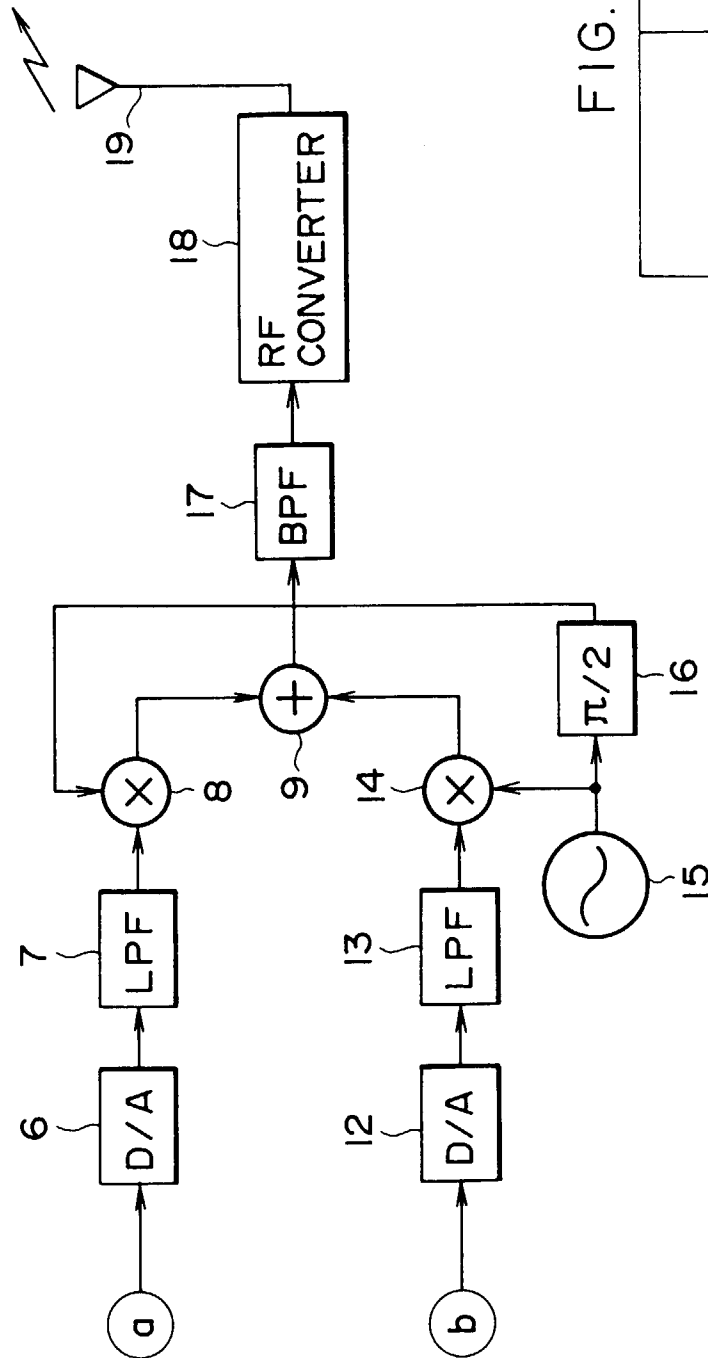 19
18
RF
CONVERTER
17
BPF
8
9
14
π/2
16
7
LPF
13
LPF
15
6
D/A
12
D/A
a
b
FIG.